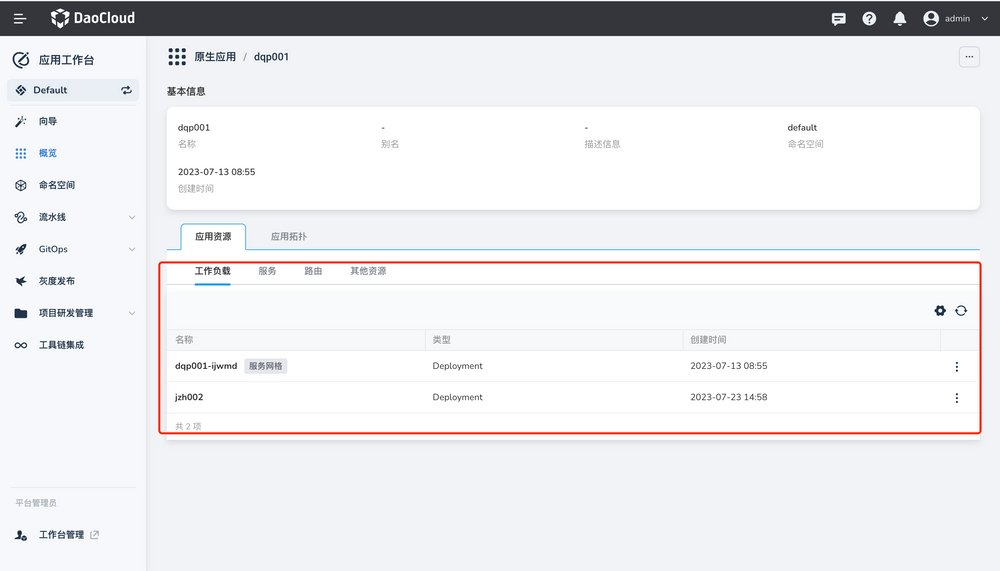 DaoCloud
admin
应用工作台
Default
向导
概览
命名空间
流水线
GitOps
灰度发布
项目研发管理
工具链集成
平台管理员
工作台管理
原生应用 / dqp001
基本信息
dqp001 - - default
名称 别名 描述信息 命名空间
2023-07-13 08:55
创建时间
应用资源 应用拓扑
工作负载 服务 路由 其他资源
名称 类型 创建时间
dqp001-ijwmd 服务网格 Deployment 2023-07-13 08:55
jzh002 Deployment 2023-07-23 14:58
共 2 项